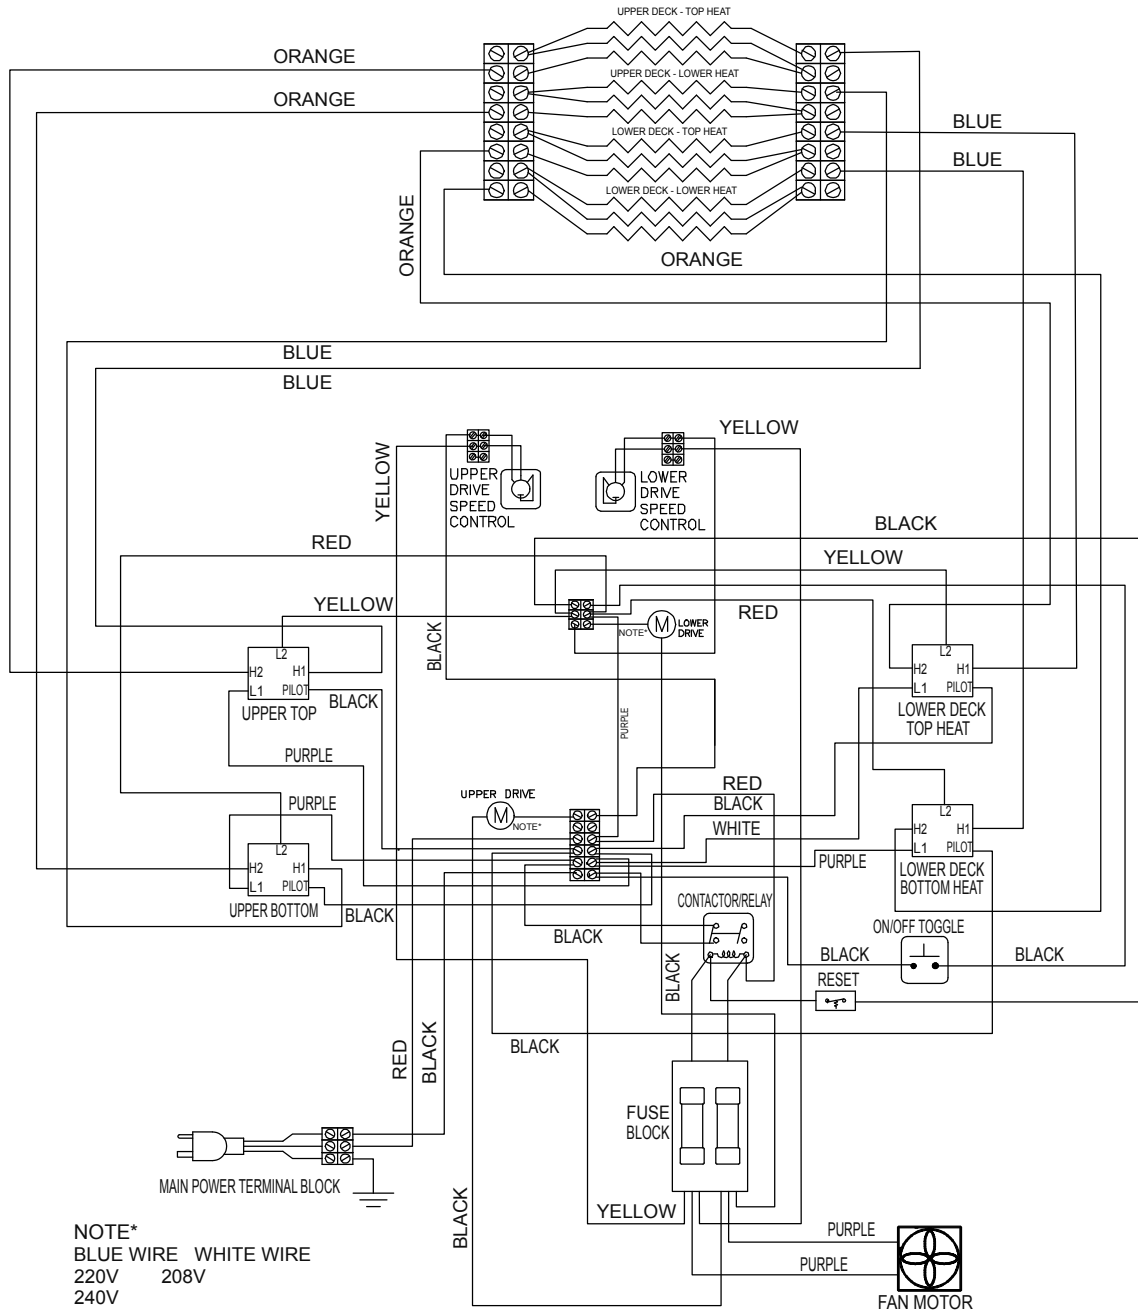 UPPER DECK - TOP HEAT
ORANGE
UPPER DECK - LOWER HEAT
ORANGE
BLUE
LOWER DECK - TOP HEAT
BLUE
LOWER DECK - LOWER HEAT
ORANGE
ORANGE
BLUE
BLUE
YELLOW
YELLOW
UPPER
DRIVE
SPEED
CONTROL
LOWER
DRIVE
SPEED
CONTROL
BLACK
RED
YELLOW
YELLOW
RED
BLACK
NOTE*
M
LOWER
DRIVE
L2
H2
H1
L1
PILOT
UPPER TOP
BLACK
L2
H2
H1
L1
PILOT
LOWER DECK
TOP HEAT
PURPLE
PURPLE
RED
UPPER DRIVE
M
NOTE*
PURPLE
BLACK
WHITE
L2
H2
H1
L1
PILOT
UPPER BOTTOM
BLACK
PURPLE
L2
H2
H1
L1
PILOT
LOWER DECK
BOTTOM HEAT
CONTACTOR/RELAY
BLACK
BLACK
ON/OFF TOGGLE
BLACK
BLACK
RESET
RED
BLACK
BLACK
FUSE
BLOCK
MAIN POWER TERMINAL BLOCK
BLACK
YELLOW
PURPLE
PURPLE
FAN MOTOR
NOTE*
BLUE WIRE WHITE WIRE
220V 208V
240V